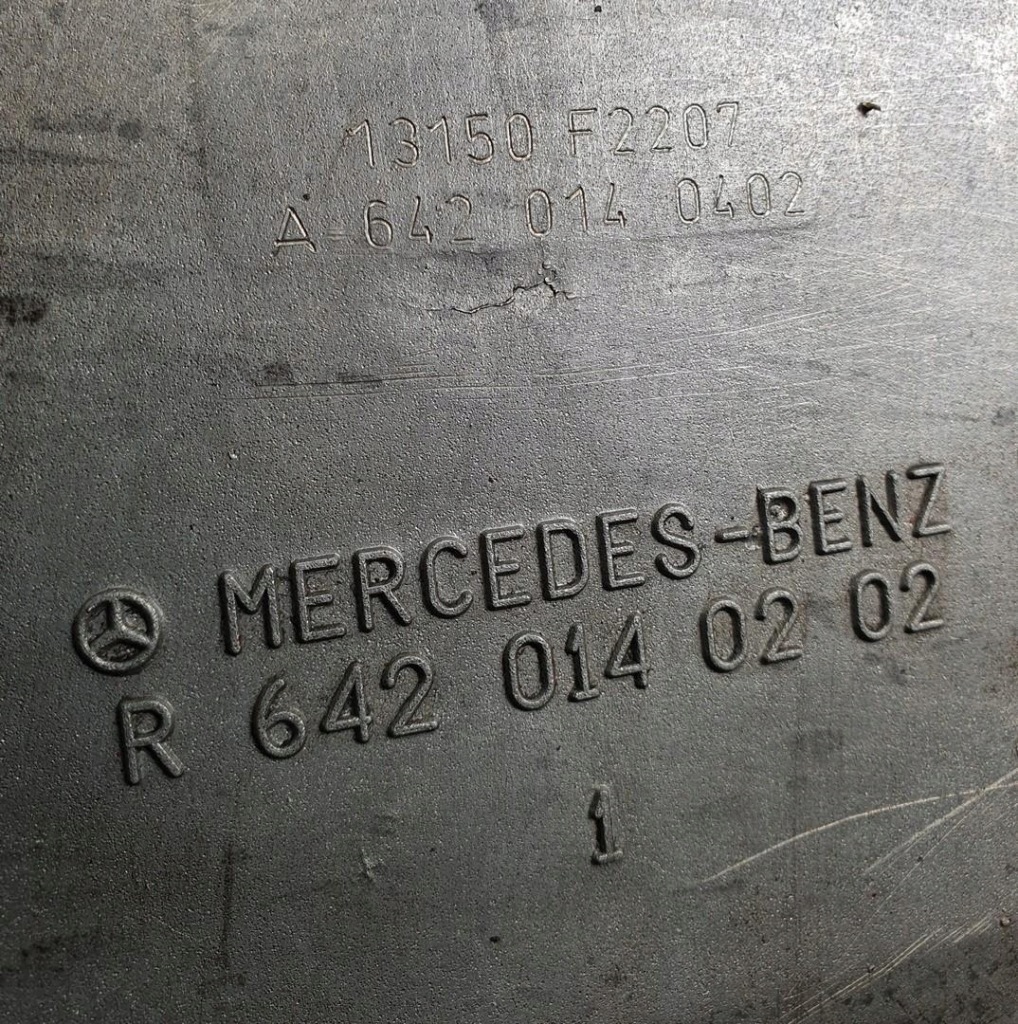 13150 F2207
A 642 014 0402
MERCEDES-BENZ
R 642 014 02 02
1